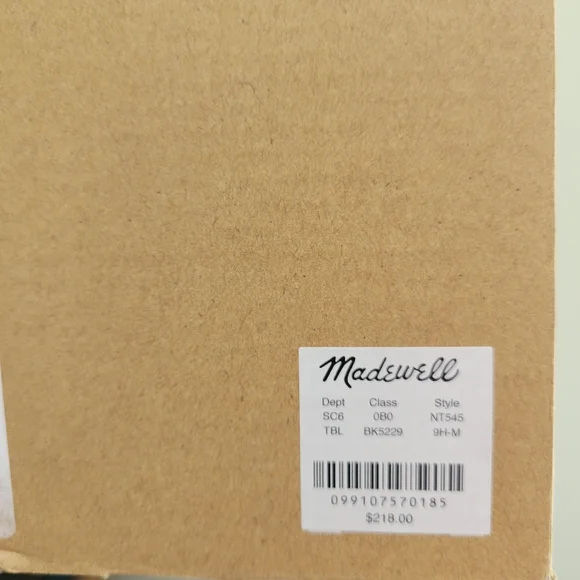 Madewell
Dept Class Style
SC6 0B0 NT545
TBL BK5229 9H-M
099107570185
$218.00